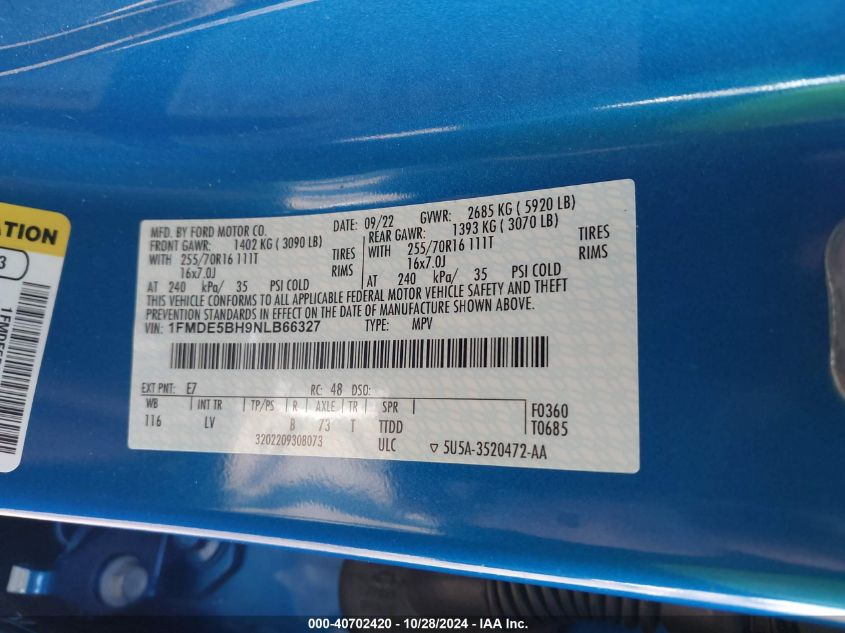 ATION
3
1FMDE5B
MFD. BY FORD MOTOR CO.
DATE: 09/22 GVWR: 2685 KG ( 5920 LB)
FRONT GAWR: 1402 KG ( 3090 LB)
REAR GAWR: 1393 KG ( 3070 LB)
WITH 255/70R16 111T TIRES
WITH 255/70R16 111T TIRES
16x7.0J RIMS
16x7.0J RIMS
AT 240 kPa/ 35 PSI COLD
AT 240 kPa/ 35 PSI COLD
THIS VEHICLE CONFORMS TO ALL APPLICABLE FEDERAL MOTOR VEHICLE SAFETY AND THEFT
PREVENTION STANDARDS IN EFFECT ON THE DATE OF MANUFACTURE SHOWN ABOVE.
VIN: 1FMDE5BH9NLB66327 TYPE: MPV
EXT PNT: E7 RC: 48 DSO:
WB INT TR TP/PS R AXLE TR SPR
F0360
116 LV B 73 T TTDD
T0685
3202209308073 ULC
5U5A-3520472-AA
000-40702420 - 10/28/2024 - © IAA, Inc.